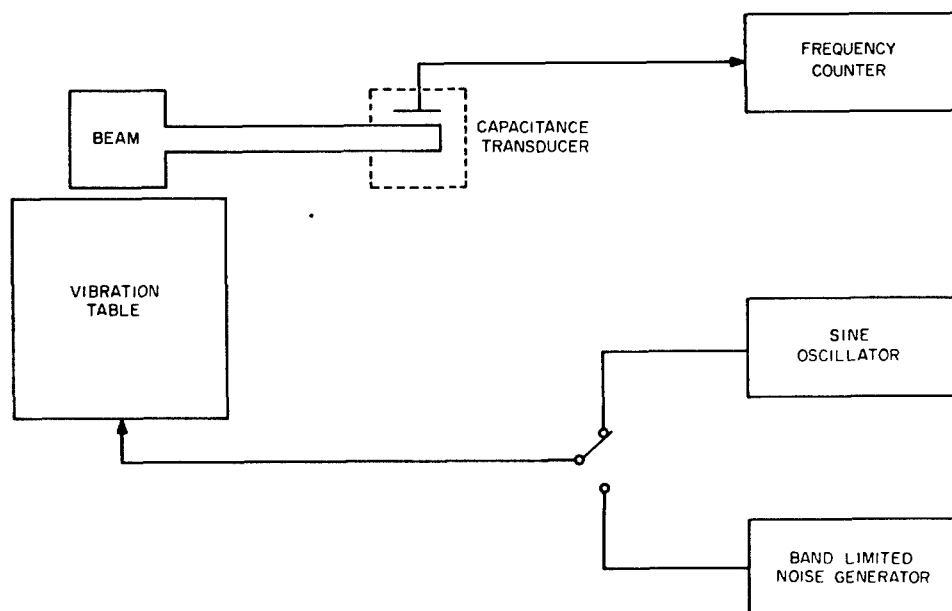 FREQUENCY
COUNTER
BEAM
CAPACITANCE
TRANSDUCER
VIBRATION
TABLE
SINE
OSCILLATOR
BAND LIMITED
NOISE GENERATOR